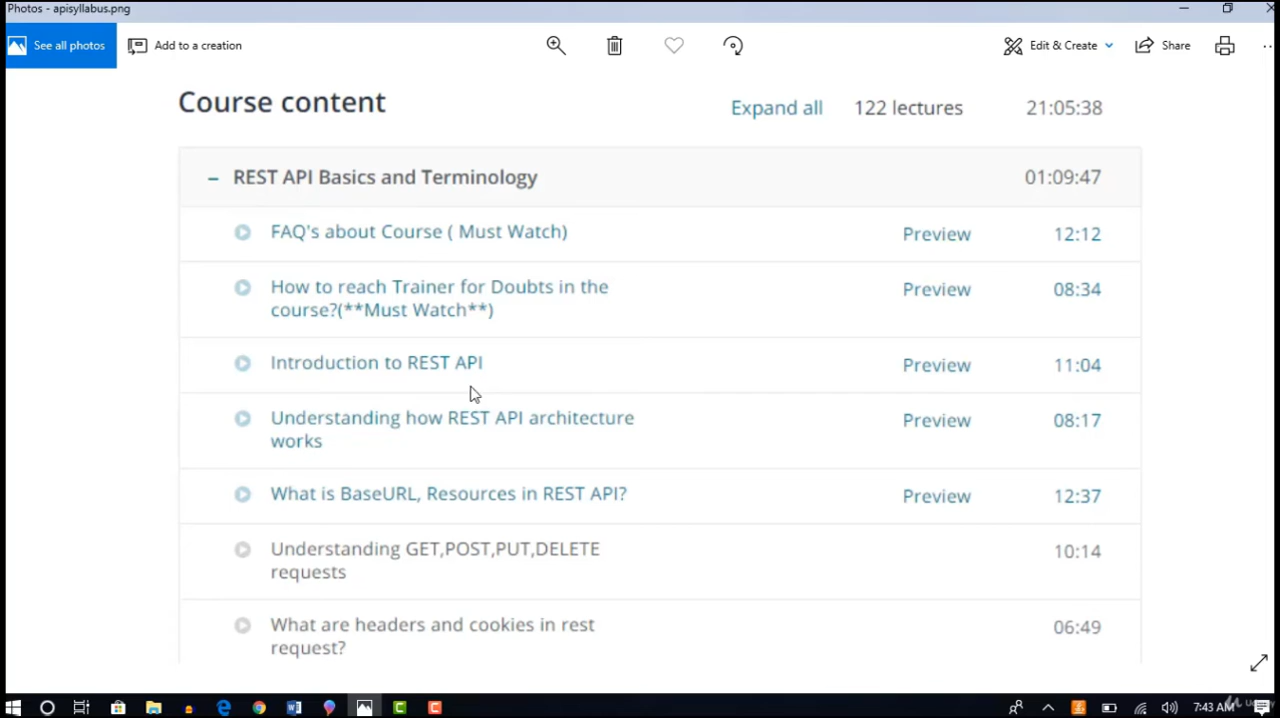 Photos - apisyllabus.png
See all photos
Add to a creation
Edit & Create
Share
Course content
Expand all 122 lectures 21:05:38
REST API Basics and Terminology 01:09:47
FAQ's about Course ( Must Watch) Preview 12:12
How to reach Trainer for Doubts in the Preview 08:34
course?(**Must Watch**)
Introduction to REST API Preview 11:04
Understanding how REST API architecture Preview 08:17
works
What is BaseURL, Resources in REST API? Preview 12:37
Understanding GET,POST,PUT,DELETE 10:14
requests
What are headers and cookies in rest 06:49
request?
7:43 AM